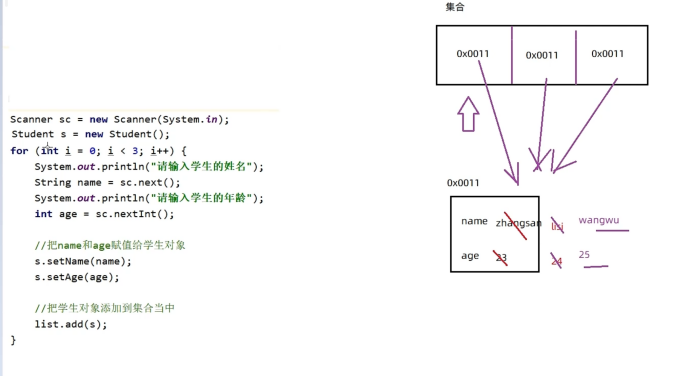 集合
0x0011 0x0011 0x0011
Scanner sc = new Scanner(System.in);
Student s = new Student();
for (int i = 0; i < 3; i++) {
System.out.println("请输入学生的姓名");
String name = sc.next();
System.out.println("请输入学生的年龄");
int age = sc.nextInt();
//把name和age赋值给学生对象
s.setName(name);
s.setAge(age);
//把学生对象添加到集合当中
list.add(s);
}
0x0011
name zhangsan lisi wangwu
age 23 24 25